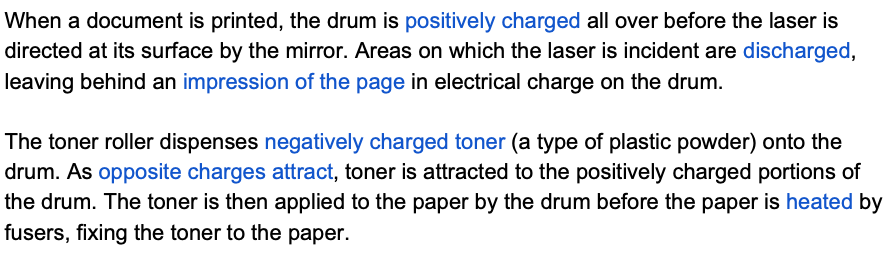 When a document is printed, the drum is positively charged all over before the laser is
directed at its surface by the mirror. Areas on which the laser is incident are discharged,
leaving behind an impression of the page in electrical charge on the drum.
The toner roller dispenses negatively charged toner (a type of plastic powder) onto the
drum. As opposite charges attract, toner is attracted to the positively charged portions of
the drum. The toner is then applied to the paper by the drum before the paper is heated by
fusers, fixing the toner to the paper.